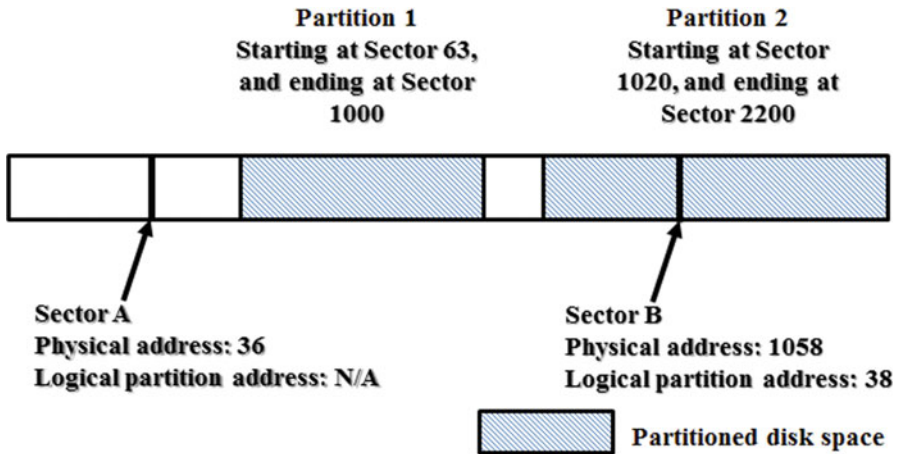 Partition 1
Starting at Sector 63,
and ending at Sector
1000
Partition 2
Starting at Sector
1020, and ending at
Sector 2200
Sector A
Physical address: 36
Logical partition address: N/A
Sector B
Physical address: 1058
Logical partition address: 38
Partitioned disk space